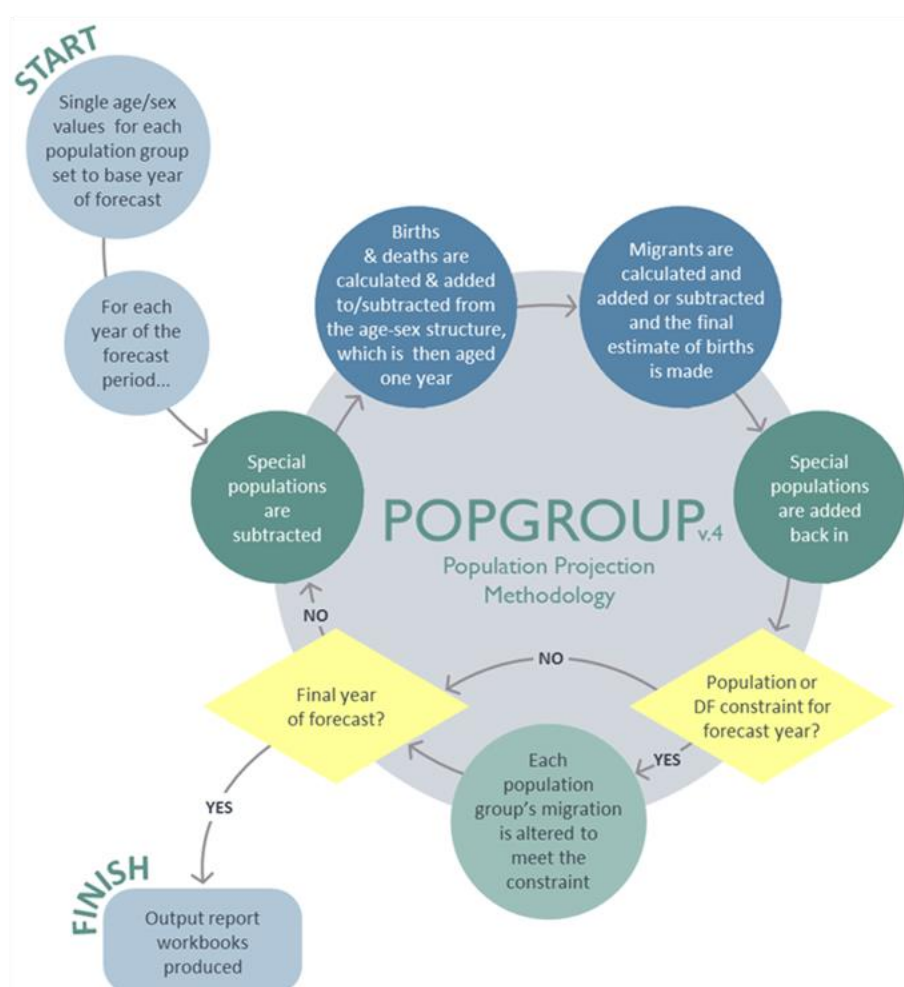 START
Single age/sex
values for each
population group
set to base year
of forecast
For each
year of the
forecast
period...
Special
populations
are
subtracted
Births
& deaths are
calculated & added
to/subtracted from
the age-sex structure,
which is then aged
one year
Migrants are
calculated and
added or subtracted
and the final
estimate of births
is made
Special
populations
are added
back in
POPGROUP v.4
Population Projection
Methodology
Population or
DF constraint for
forecast year?
NO
YES
Each
population
group's migration
is altered to
meet the
constraint
Final year
of forecast?
NO
YES
FINISH
Output report
workbooks
produced